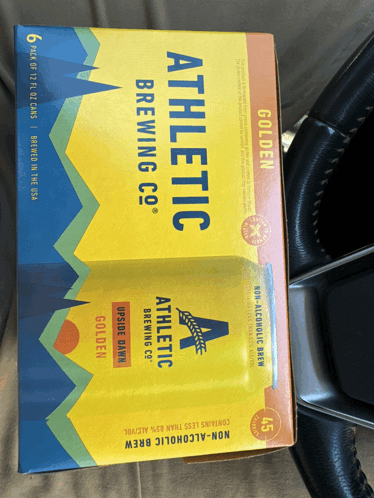 GOLDEN
ATHLETIC
BREWING CO®
6 PACK OF 12 FL OZ CANS | BREWED IN THE USA
NON-ALCOHOLIC BREW
ATHLETIC
BREWING CO
UPSIDE DAWN
GOLDEN
45
NON-ALCOHOLIC BREW
CONTAINS LESS THAN 0.5% ALC/VOL